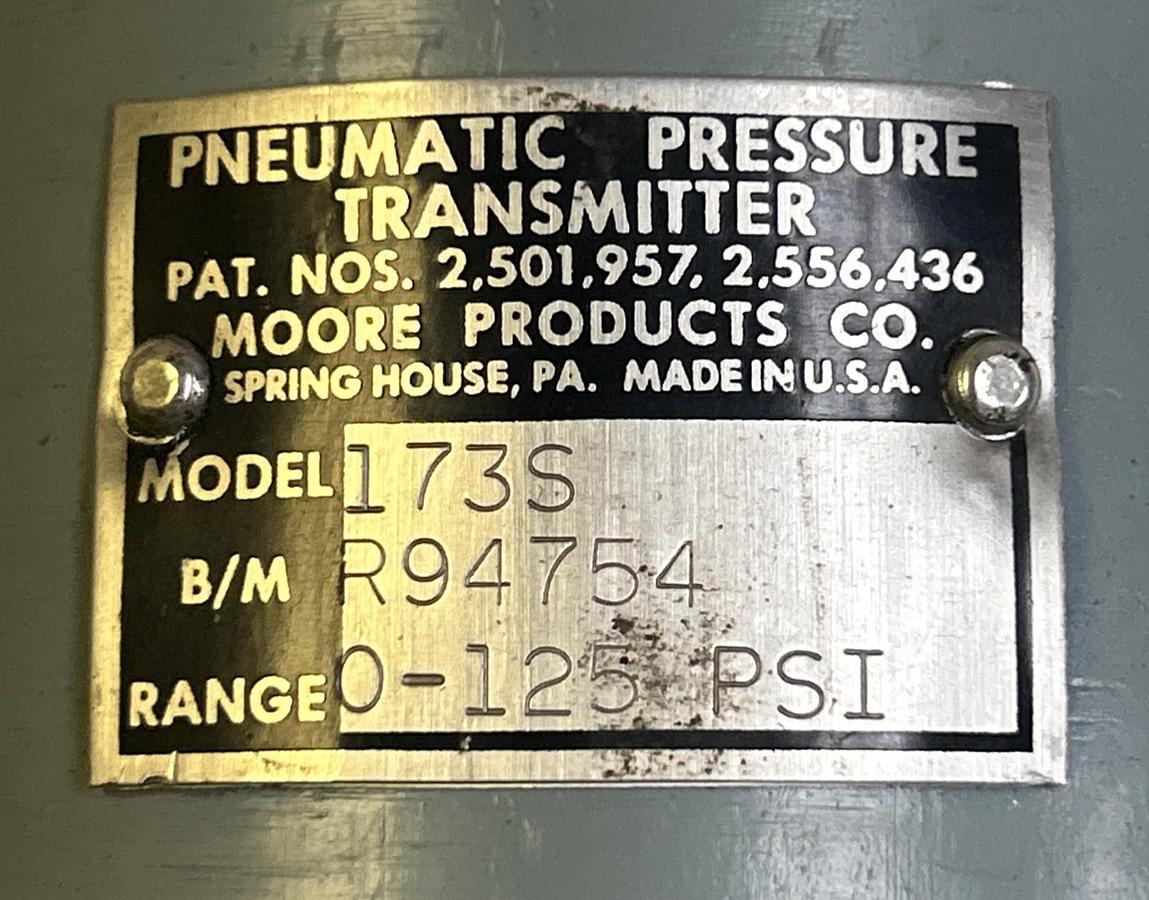 PNEUMATIC PRESSURE
TRANSMITTER
PAT. NOS. 2,501,957, 2,556,436
MOORE PRODUCTS CO.
SPRING HOUSE, PA. MADE IN U.S.A.
MODEL 173S
B/M R94754
RANGE 0-125 PSI